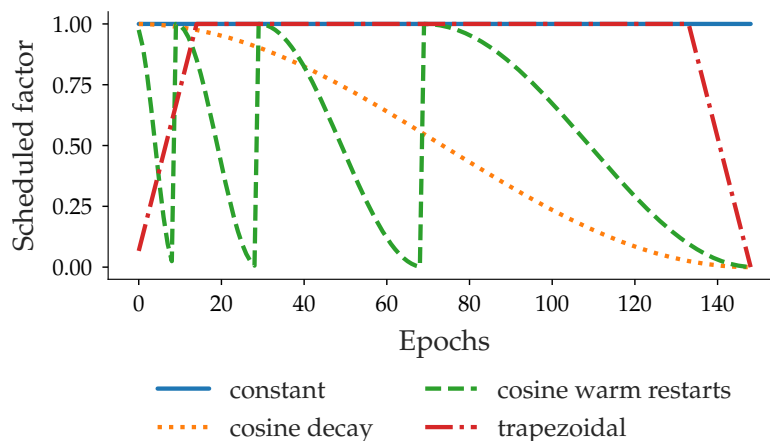 1.00
0.75
0.50
0.25
0.00
Scheduled factor
0 20 40 60 80 100 120 140
Epochs
constant cosine warm restarts
cosine decay trapezoidal